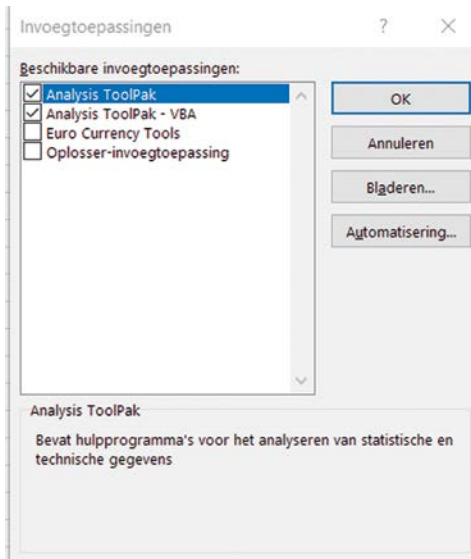 Invoegtoepassingen ? ×
Beschikbare invoegtoepassingen:
Analysis ToolPak
Analysis ToolPak - VBA
Euro Currency Tools
Oplosser-invoegtoepassing
OK
Annuleren
Bladeren...
Automatisering...
Analysis ToolPak
Bevat hulpprogramma's voor het analyseren van statistische en
technische gegevens